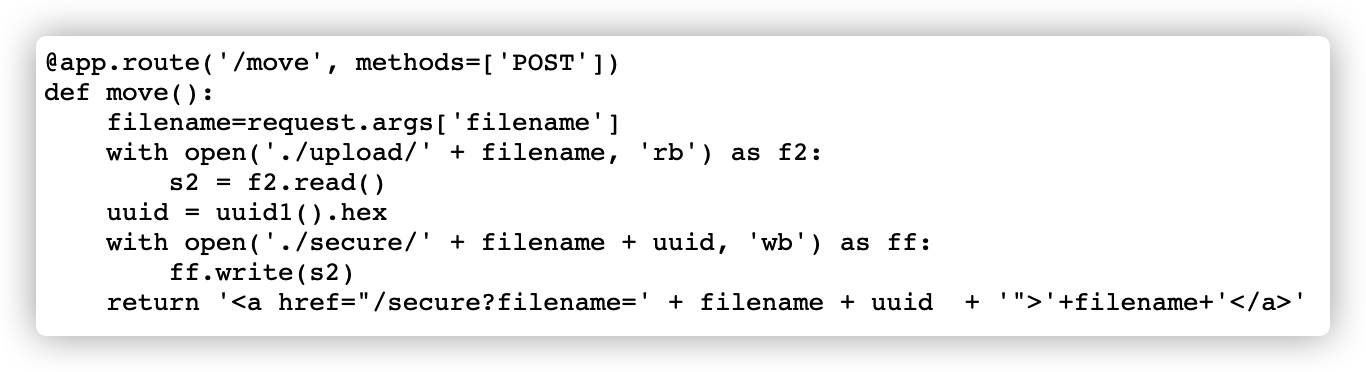 @app.route('/move', methods=['POST'])
def move():
    filename=request.args['filename']
    with open('./upload/' + filename, 'rb') as f2:
        s2 = f2.read()
    uuid = uuid1().hex
    with open('./secure/' + filename + uuid, 'wb') as ff:
        ff.write(s2)
    return '<a href="/secure?filename=' + filename + uuid  + '">'+filename+'</a>'